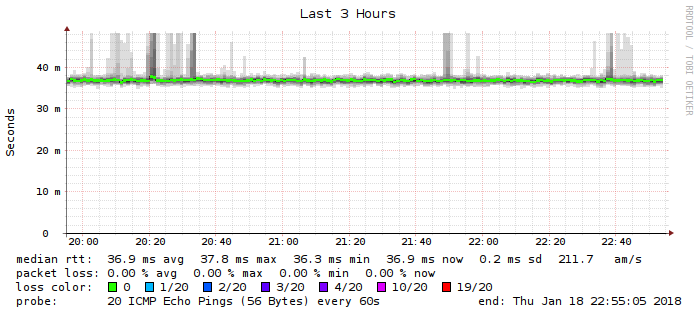 Last 3 Hours
RRDTOOL / TOBI OETIKER
Seconds
40 m
30 m
20 m
10 m
0
20:00 20:20 20:40 21:00 21:20 21:40 22:00 22:20 22:40
median rtt: 36.9 ms avg 37.8 ms max 36.3 ms min 36.9 ms now 0.2 ms sd 211.7 am/s
packet loss: 0.00 % avg 0.00 % max 0.00 % min 0.00 % now
loss color: 0 1/20 2/20 3/20 4/20 10/20 19/20
probe: 20 ICMP Echo Pings (56 Bytes) every 60s end: Thu Jan 18 22:55:05 2018